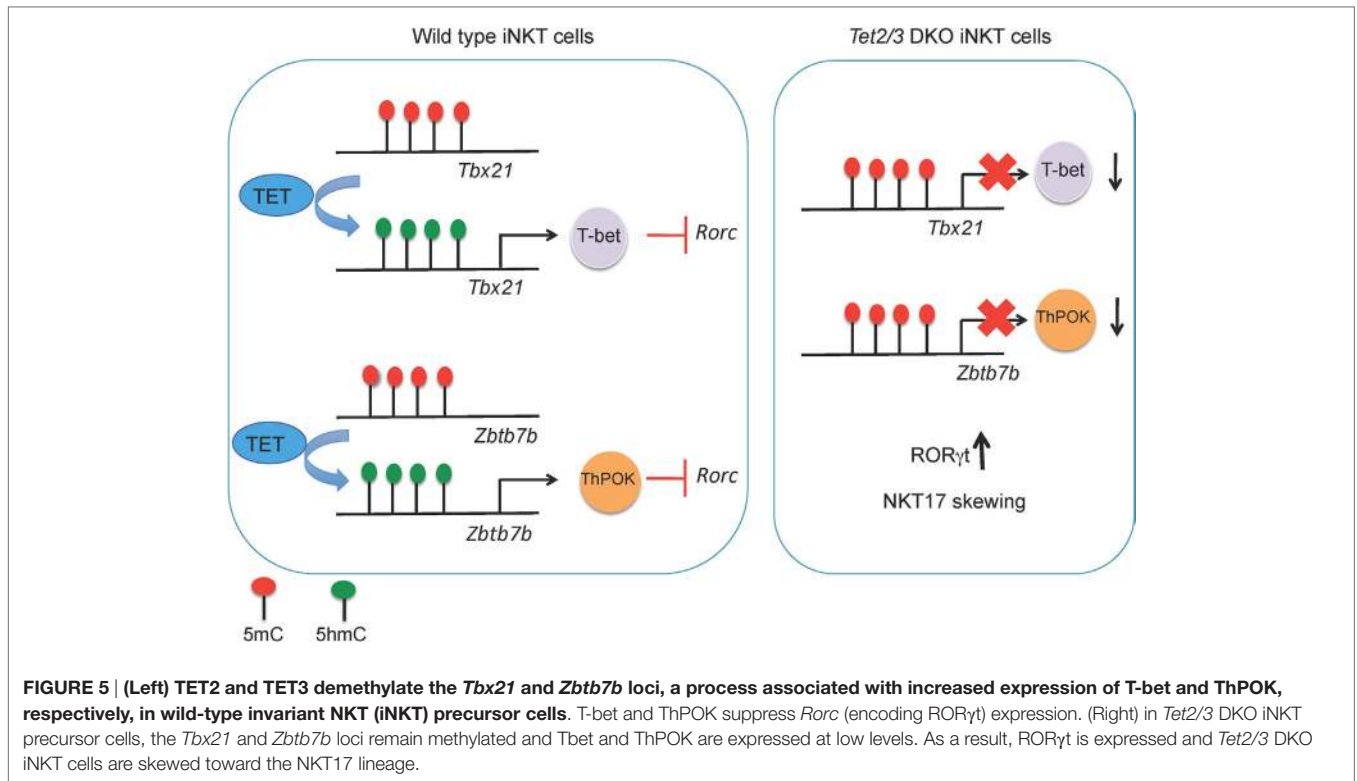 Wild type iNKT cells
Tet2/3 DKO iNKT cells
Tbx21
TET
T-bet
Rorc
Tbx21
Zbtb7b
TET
ThPOK
Rorc
Zbtb7b
T-bet
Tbx21
ThPOK
Zbtb7b
RORγt
NKT17 skewing
5mC
5hmC
FIGURE 5 | (Left) TET2 and TET3 demethylate the Tbx21 and Zbtb7b loci, a process associated with increased expression of T-bet and ThPOK,
respectively, in wild-type invariant NKT (iNKT) precursor cells. T-bet and ThPOK suppress Rorc (encoding RORγt) expression. (Right) in Tet2/3 DKO iNKT
precursor cells, the Tbx21 and Zbtb7b loci remain methylated and Tbet and ThPOK are expressed at low levels. As a result, RORγt is expressed and Tet2/3 DKO
iNKT cells are skewed toward the NKT17 lineage.